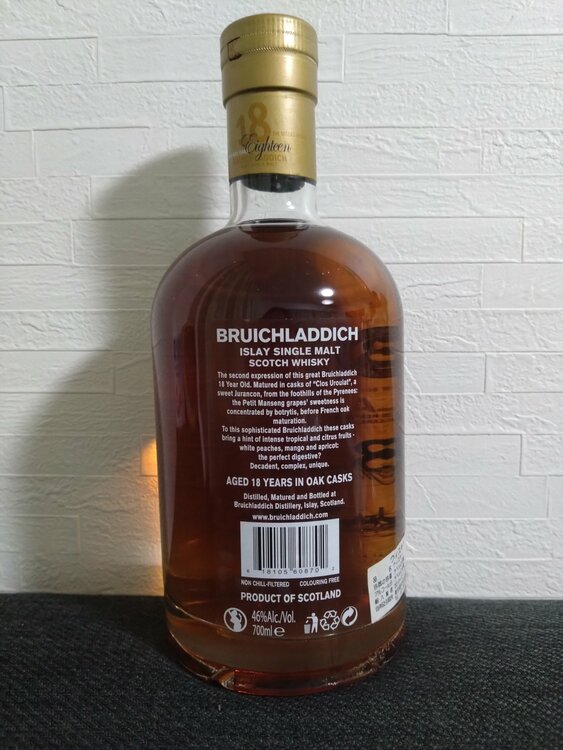 18
Eighteen
BRUICHLADDICH
ISLAY SINGLE MALT
SCOTCH WHISKY
The second expression of this great Bruichladdich
18 Year Old. Matured in casks of "Clos Uroulat", a
sweet Jurancon, from the foothills of the Pyrenees:
the Petit Manseng grapes' sweetness is
concentrated by botrytis, before French oak
maturation.
To this sophisticated Bruichladdich these casks
bring a hint of intense tropical and citrus fruits -
white peaches, mango and apricot:
the perfect digestive?
Decadent, complex, unique.
AGED 18 YEARS IN OAK CASKS
Distilled, Matured and Bottled at
Bruichladdich Distillery, Islay, Scotland.
www.bruichladdich.com
6 18105 60870 2
NON CHILL-FILTERED COLOURING FREE
PRODUCT OF SCOTLAND
46%Alc./Vol.
700ml e